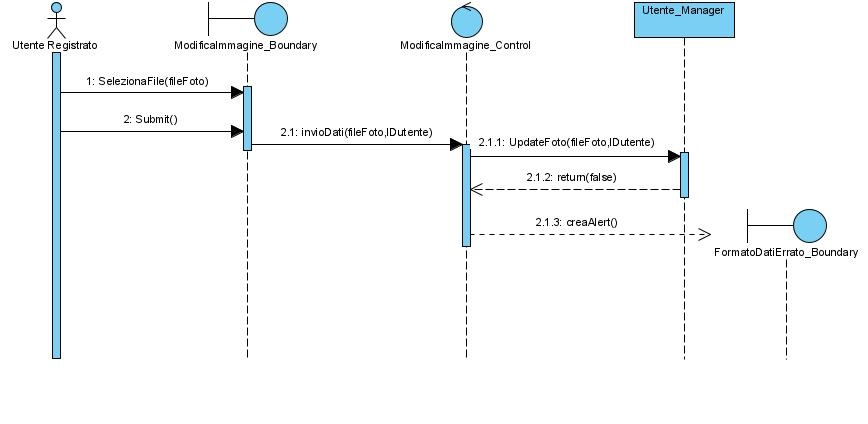 Utente Registrato
ModificaImmagine_Boundary
ModificaImmagine_Control
Utente_Manager
1: SelezionaFile(fileFoto)
2: Submit()
2.1: invioDati(fileFoto,IDutente)
2.1.1: UpdateFoto(fileFoto,IDutente)
2.1.2: return(false)
2.1.3: creaAlert()
FormatoDatiErrato_Boundary